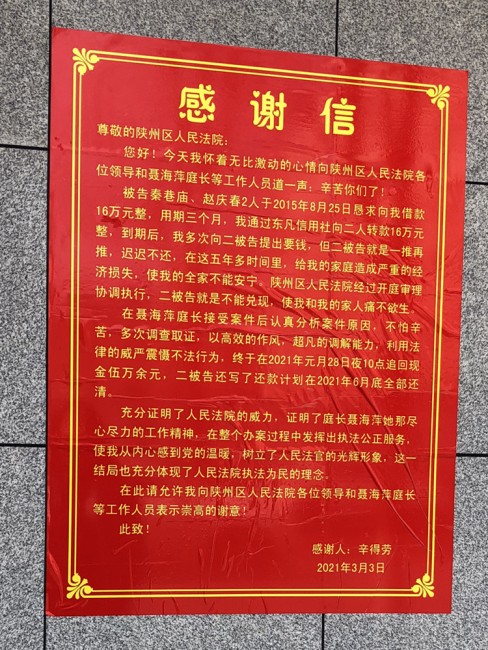 感谢信
尊敬的陕州区人民法院：
您好！今天我怀着无比激动的心情向陕州区人民法院各
位领导和聂海萍庭长等工作人员道一声：辛苦你们了！
被告秦巷庙、赵庆春2人于2015年8月25日恳求向我借款
16万元整，用期三个月，我通过东凡信用社向二人转款16万元
整，到期后，我多次向二被告提出要钱，但二被告就是一推再
推，迟迟不还，在这五年多时间里，给我的家庭造成严重的经
济损失，使我的全家不能安宁。陕州区人民法院经过开庭审理
协调执行，二被告就是不能兑现，使我和我的家人痛不欲生。
在聂海萍庭长接受案件后认真分析案件原因，不怕辛
苦，多次调查取证，以高效的作风，超凡的调解能力，利用法
律的威严震慑不法行为，终于在2021年元月28日夜10点追回现
金伍万余元，二被告还写了还款计划在2021年6月底全部还
清。
充分证明了人民法院的威力，证明了庭长聂海萍她那尽
心尽力的工作精神，在整个办案过程中发挥出执法公正服务，
使我从内心感到党的温暖，树立了人民法官的光辉形象，这一
结局也充分体现了人民法院执法为民的理念。
在此请允许我向陕州区人民法院各位领导和聂海萍庭长
等工作人员表示崇高的谢意！
此致！
感谢人：辛得劳
2021年3月3日